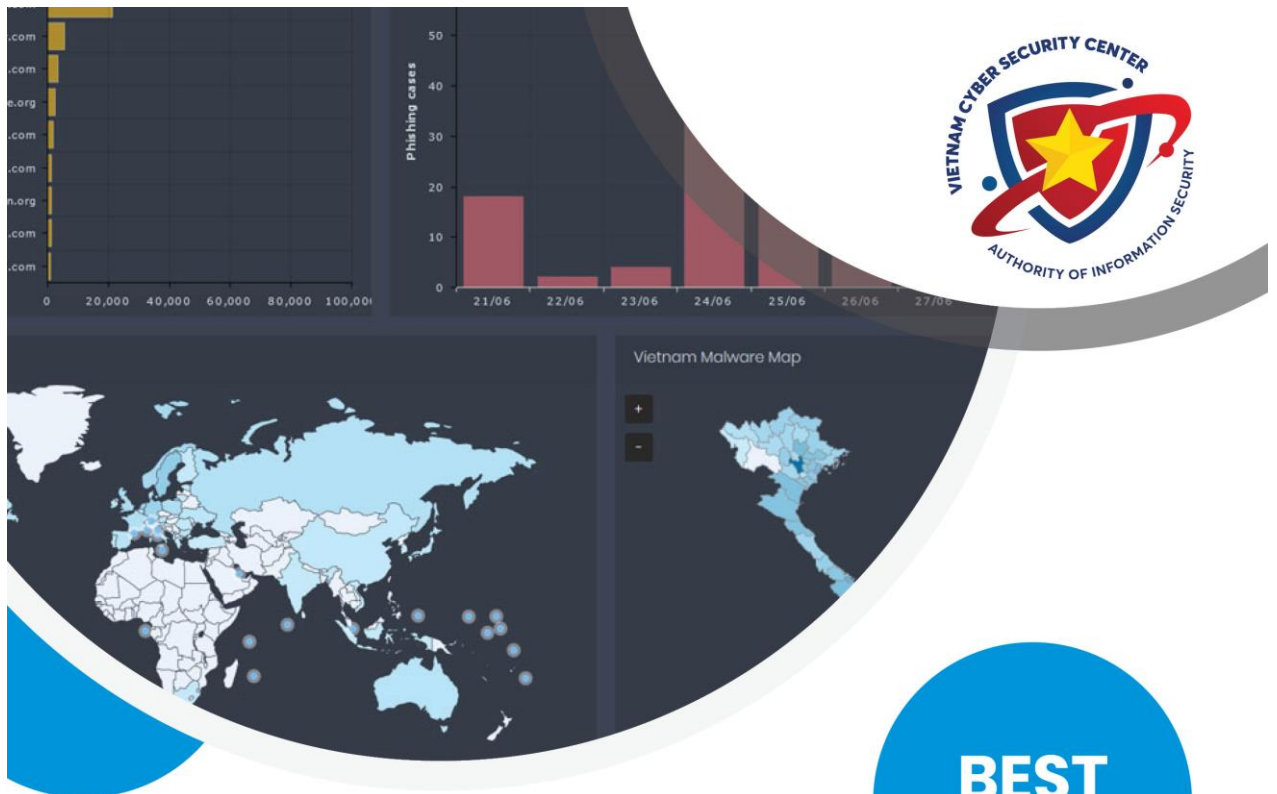 .com
.com
e.org
.com
.com
n.org
.com
.com
0 20,000 40,000 60,000 80,000 100,00
Phishing cases
50
40
30
20
10
0
21/06 22/06 23/06 24/06 25/06 26/06 27/06
VIETNAM CYBER SECURITY CENTER
AUTHORITY OF INFORMATION SECURITY
Vietnam Malware Map
+
-
BEST